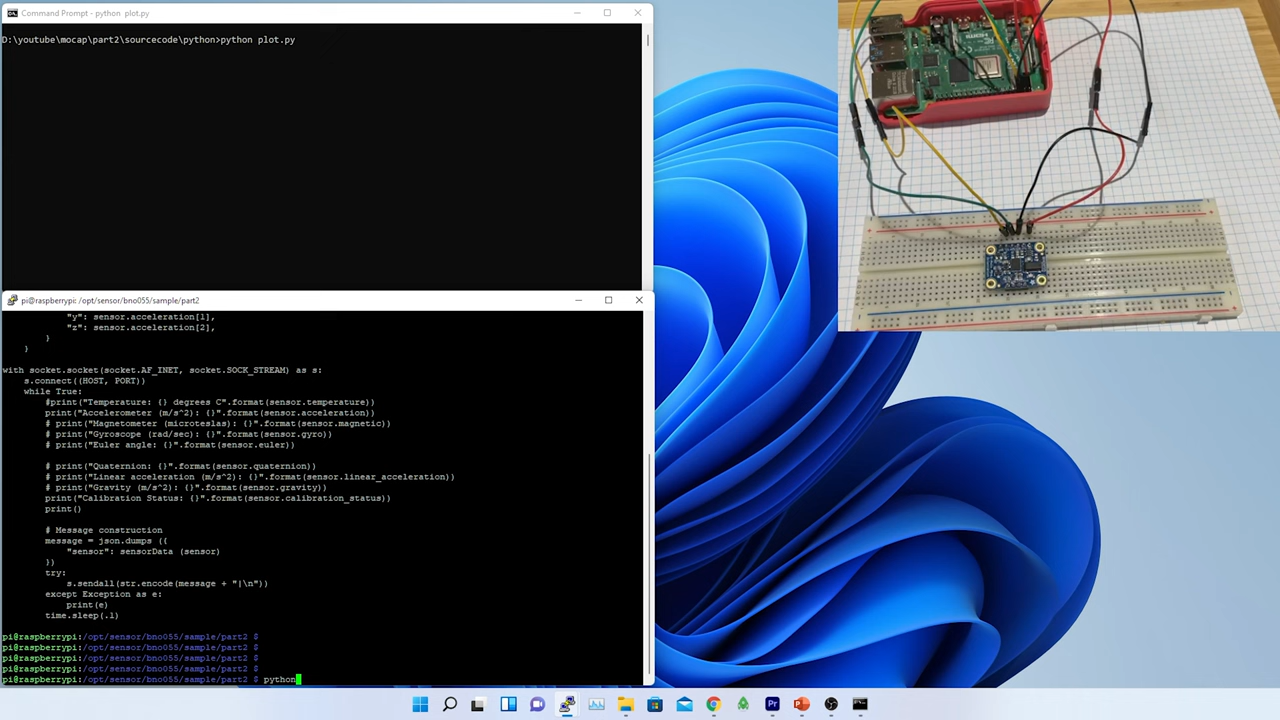 Command Prompt - python plot.py
D:\youtube\mocap\part2\sourcecode\python>python plot.py
pi@raspberrypi: /opt/sensor/bno055/sample/part2
"y": sensor.acceleration[1],
"z": sensor.acceleration[2],
}
}
with socket.socket(socket.AF_INET, socket.SOCK_STREAM) as s:
s.connect((HOST, PORT))
while True:
#print("Temperature: {} degrees C".format(sensor.temperature))
print("Accelerometer (m/s^2): {}".format(sensor.acceleration))
# print("Magnetometer (microteslas): {}".format(sensor.magnetic))
# print("Gyroscope (rad/sec): {}".format(sensor.gyro))
# print("Euler angle: {}".format(sensor.euler))
# print("Quaternion: {}".format(sensor.quaternion))
# print("Linear acceleration (m/s^2): {}".format(sensor.linear_acceleration))
# print("Gravity (m/s^2): {}".format(sensor.gravity))
print("Calibration Status: {}".format(sensor.calibration_status))
print()
# Message construction
message = json.dumps ({
"sensor": sensorData (sensor)
})
try:
s.sendall(str.encode(message + "|\n"))
except Exception as e:
print(e)
time.sleep(.1)
pi@raspberrypi:/opt/sensor/bno055/sample/part2 $
pi@raspberrypi:/opt/sensor/bno055/sample/part2 $
pi@raspberrypi:/opt/sensor/bno055/sample/part2 $
pi@raspberrypi:/opt/sensor/bno055/sample/part2 $
pi@raspberrypi:/opt/sensor/bno055/sample/part2 $ python